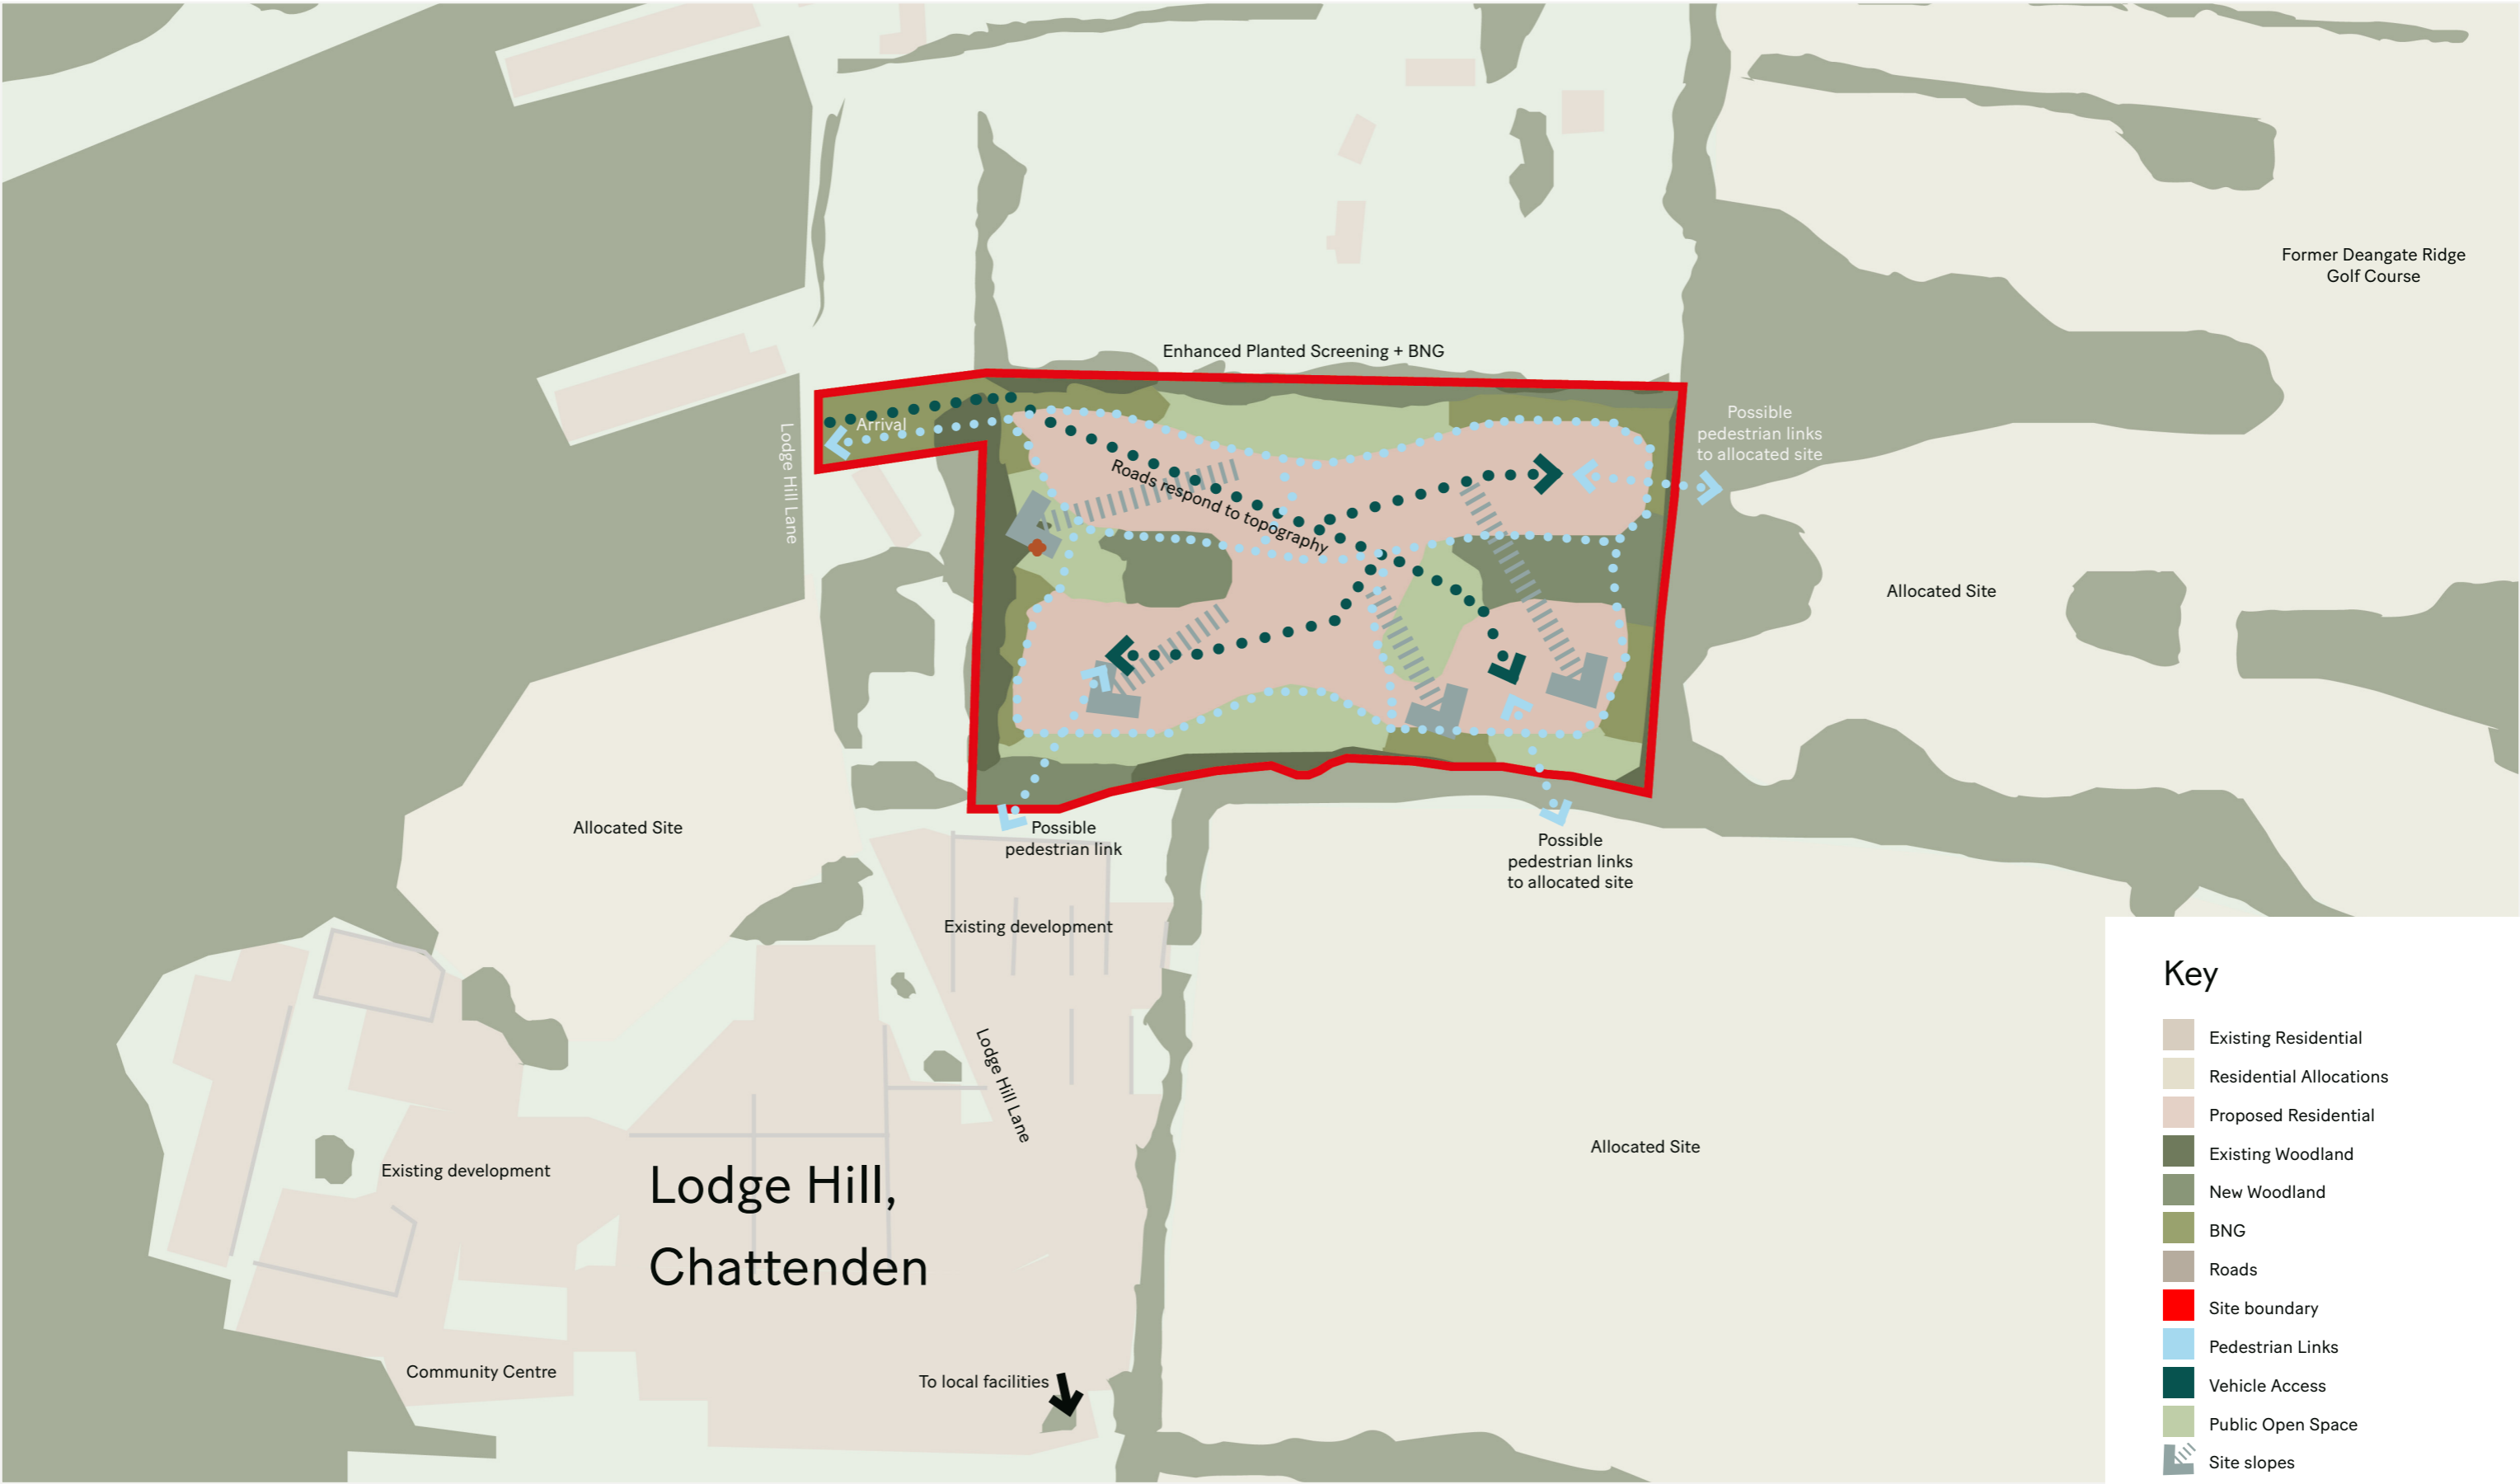 Former Deangate Ridge
Golf Course
Enhanced Planted Screening + BNG
Arrival
Lodge Hill Lane
Roads respond to topography
Possible
pedestrian links
to allocated site
Allocated Site
Allocated Site
Possible
pedestrian link
Possible
pedestrian links
to allocated site
Existing development
Lodge Hill Lane
Existing development
Lodge Hill,
Chattenden
Allocated Site
Community Centre
To local facilities
Key
Existing Residential
Residential Allocations
Proposed Residential
Existing Woodland
New Woodland
BNG
Roads
Site boundary
Pedestrian Links
Vehicle Access
Public Open Space
Site slopes